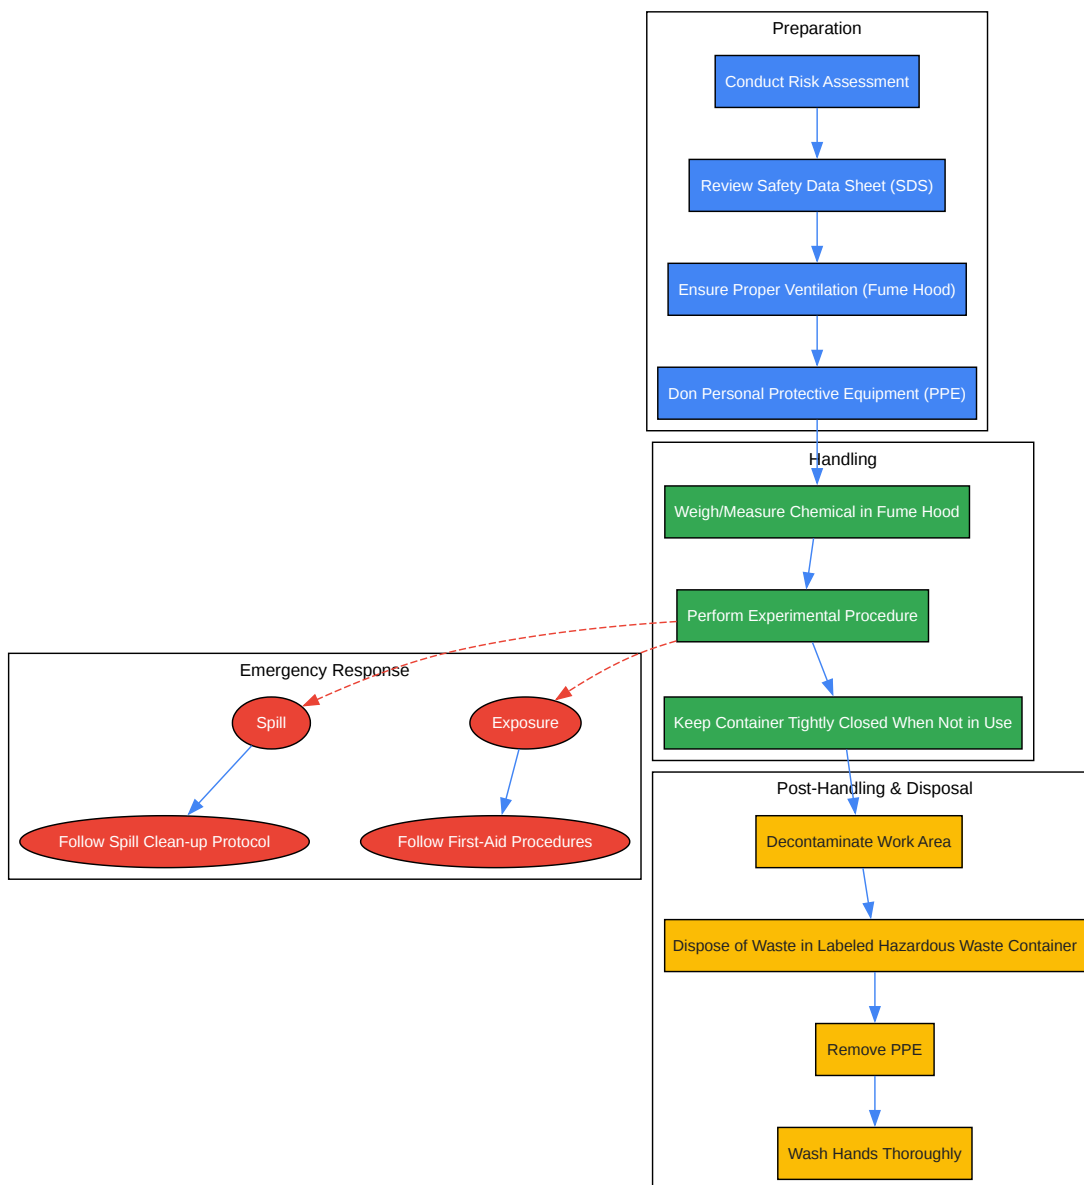 Preparation
Conduct Risk Assessment
Review Safety Data Sheet (SDS)
Ensure Proper Ventilation (Fume Hood)
Don Personal Protective Equipment (PPE)
Handling
Weigh/Measure Chemical in Fume Hood
Perform Experimental Procedure
Keep Container Tightly Closed When Not in Use
Emergency Response
Spill
Exposure
Follow Spill Clean-up Protocol
Follow First-Aid Procedures
Post-Handling & Disposal
Decontaminate Work Area
Dispose of Waste in Labeled Hazardous Waste Container
Remove PPE
Wash Hands Thoroughly